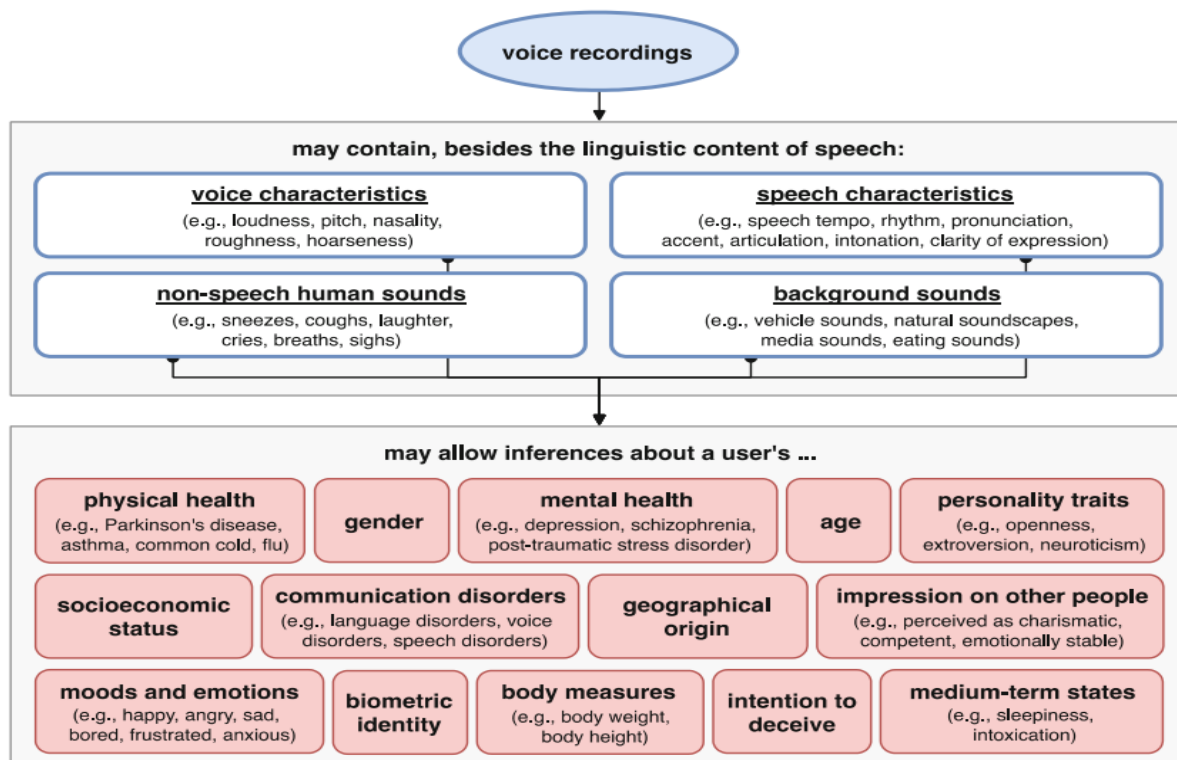 voice recordings
may contain, besides the linguistic content of speech:
voice characteristics
(e.g., loudness, pitch, nasality,
roughness, hoarseness)
speech characteristics
(e.g., speech tempo, rhythm, pronunciation,
accent, articulation, intonation, clarity of expression)
non-speech human sounds
(e.g., sneezes, coughs, laughter,
cries, breaths, sighs)
background sounds
(e.g., vehicle sounds, natural soundscapes,
media sounds, eating sounds)
may allow inferences about a user's ...
physical health
(e.g., Parkinson's disease,
asthma, common cold, flu)
gender
mental health
(e.g., depression, schizophrenia,
post-traumatic stress disorder)
age
personality traits
(e.g., openness,
extroversion, neuroticism)
socioeconomic
status
communication disorders
(e.g., language disorders, voice
disorders, speech disorders)
geographical
origin
impression on other people
(e.g., perceived as charismatic,
competent, emotionally stable)
moods and emotions
(e.g., happy, angry, sad,
bored, frustrated, anxious)
biometric
identity
body measures
(e.g., body weight,
body height)
intention to
deceive
medium-term states
(e.g., sleepiness,
intoxication)